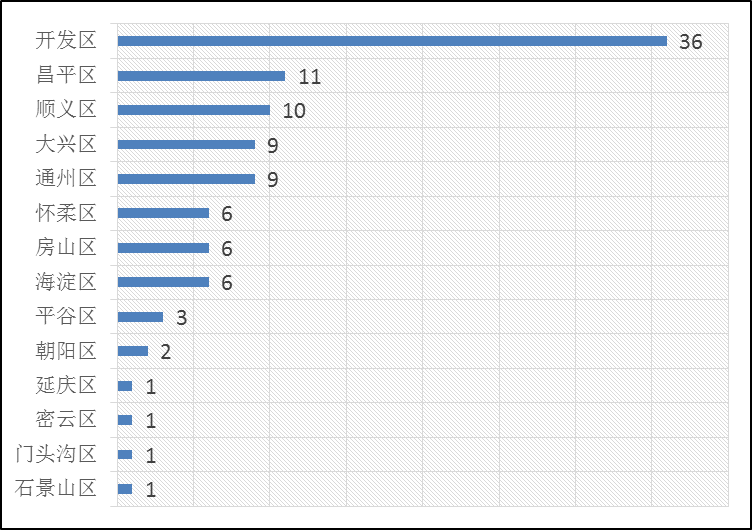 开发区 36
昌平区 11
顺义区 10
大兴区 9
通州区 9
怀柔区 6
房山区 6
海淀区 6
平谷区 3
朝阳区 2
延庆区 1
密云区 1
门头沟区 1
石景山区 1